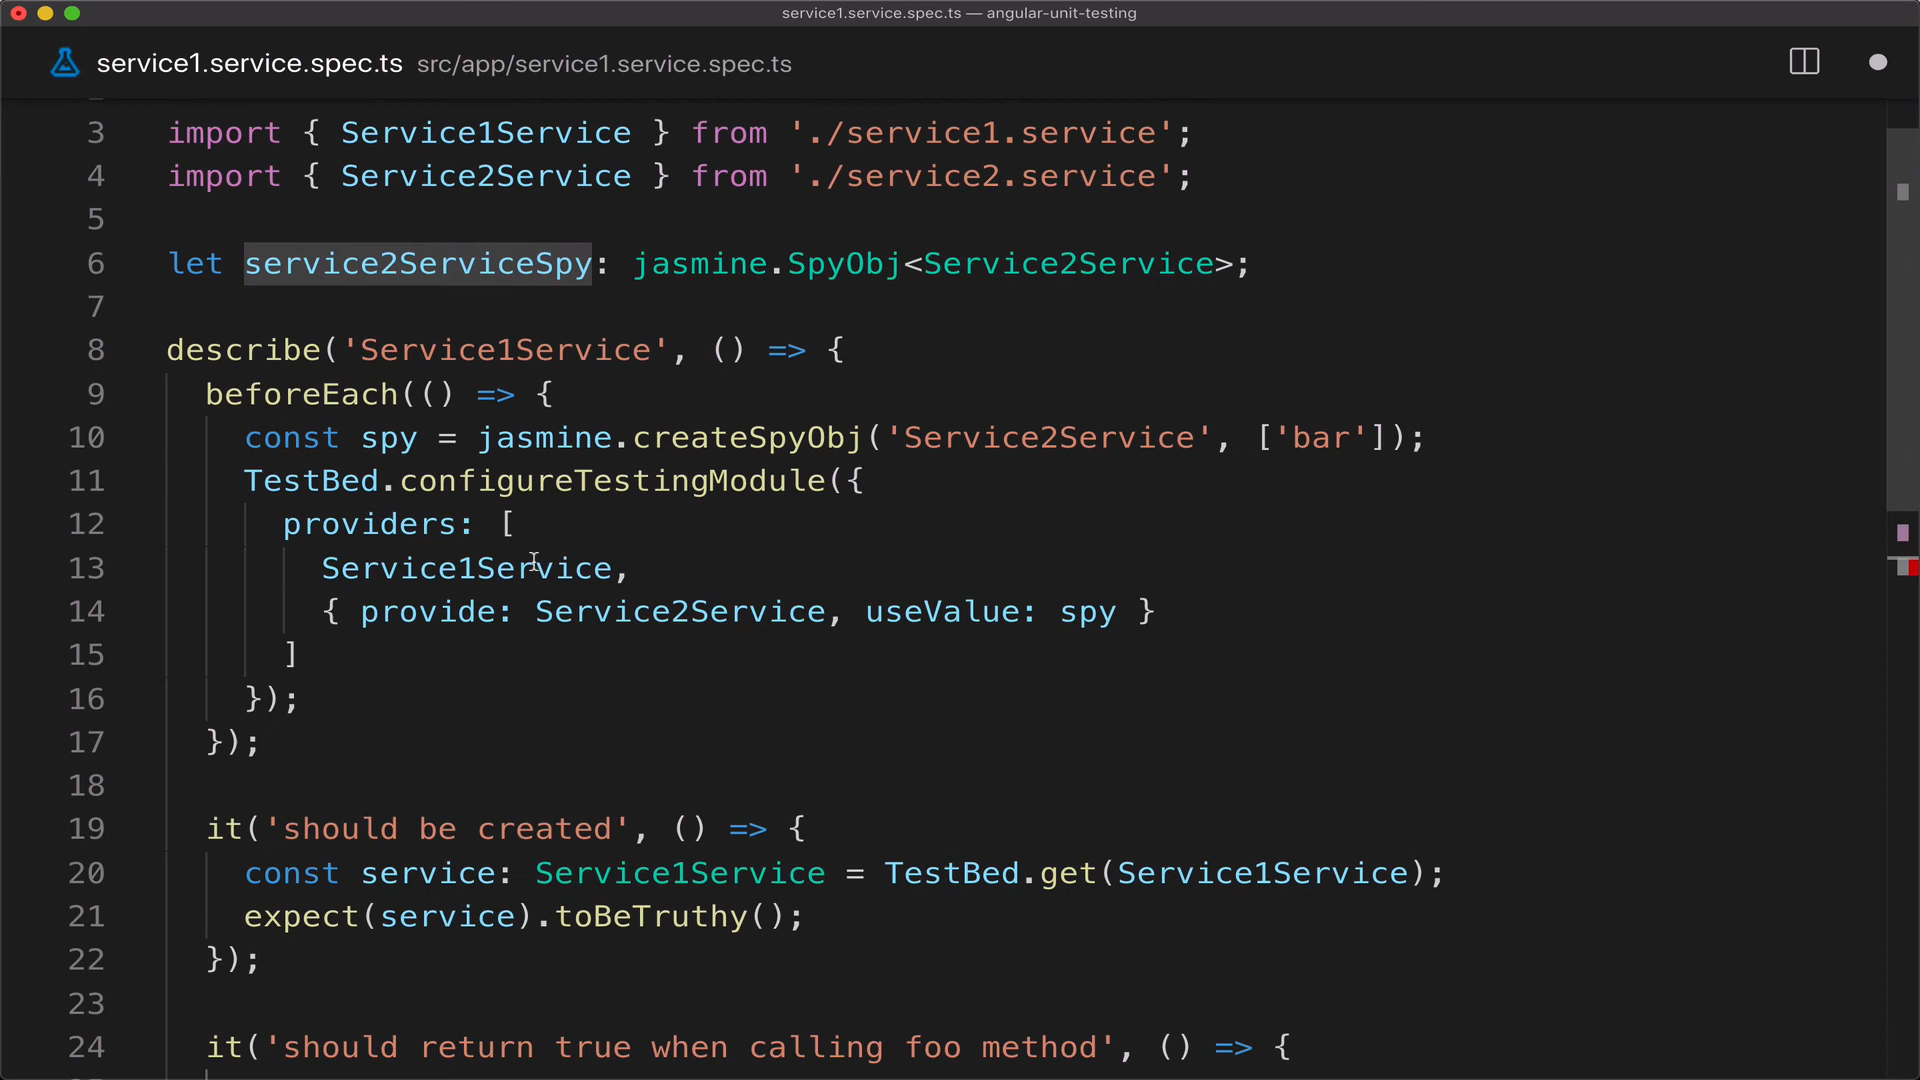 service1.service.spec.ts — angular-unit-testing
service1.service.spec.ts src/app/service1.service.spec.ts
3 import { Service1Service } from './service1.service';
4 import { Service2Service } from './service2.service';
5
6 let service2ServiceSpy: jasmine.SpyObj<Service2Service>;
7
8 describe('Service1Service', () => {
9 beforeEach(() => {
10 const spy = jasmine.createSpyObj('Service2Service', ['bar']);
11 TestBed.configureTestingModule({
12 providers: [
13 Service1Service,
14 { provide: Service2Service, useValue: spy }
15 ]
16 });
17 });
18
19 it('should be created', () => {
20 const service: Service1Service = TestBed.get(Service1Service);
21 expect(service).toBeTruthy();
22 });
23
24 it('should return true when calling foo method', () => {